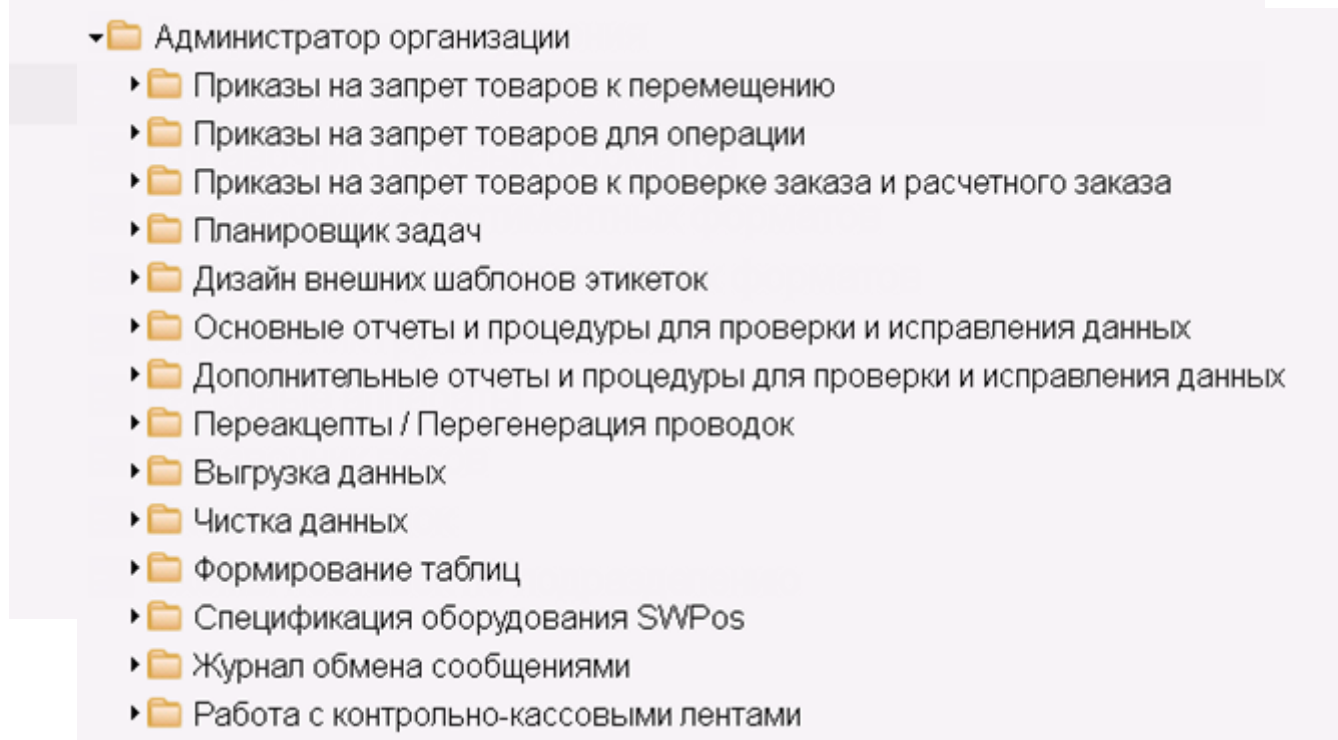 Администратор организации
Приказы на запрет товаров к перемещению
Приказы на запрет товаров для операции
Приказы на запрет товаров к проверке заказа и расчетного заказа
Планировщик задач
Дизайн внешних шаблонов этикеток
Основные отчеты и процедуры для проверки и исправления данных
Дополнительные отчеты и процедуры для проверки и исправления данных
Переакцепты / Перегенерация проводок
Выгрузка данных
Чистка данных
Формирование таблиц
Спецификация оборудования SWPos
Журнал обмена сообщениями
Работа с контрольно-кассовыми лентами